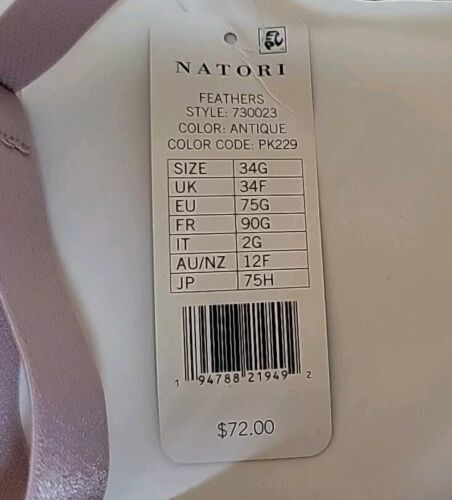 NATORI
FEATHERS
STYLE: 730023
COLOR: ANTIQUE
COLOR CODE: PK229
SIZE 34G
UK 34F
EU 75G
FR 90G
IT 2G
AU/NZ 12F
JP 75H
1 94788 21949 2
$72.00